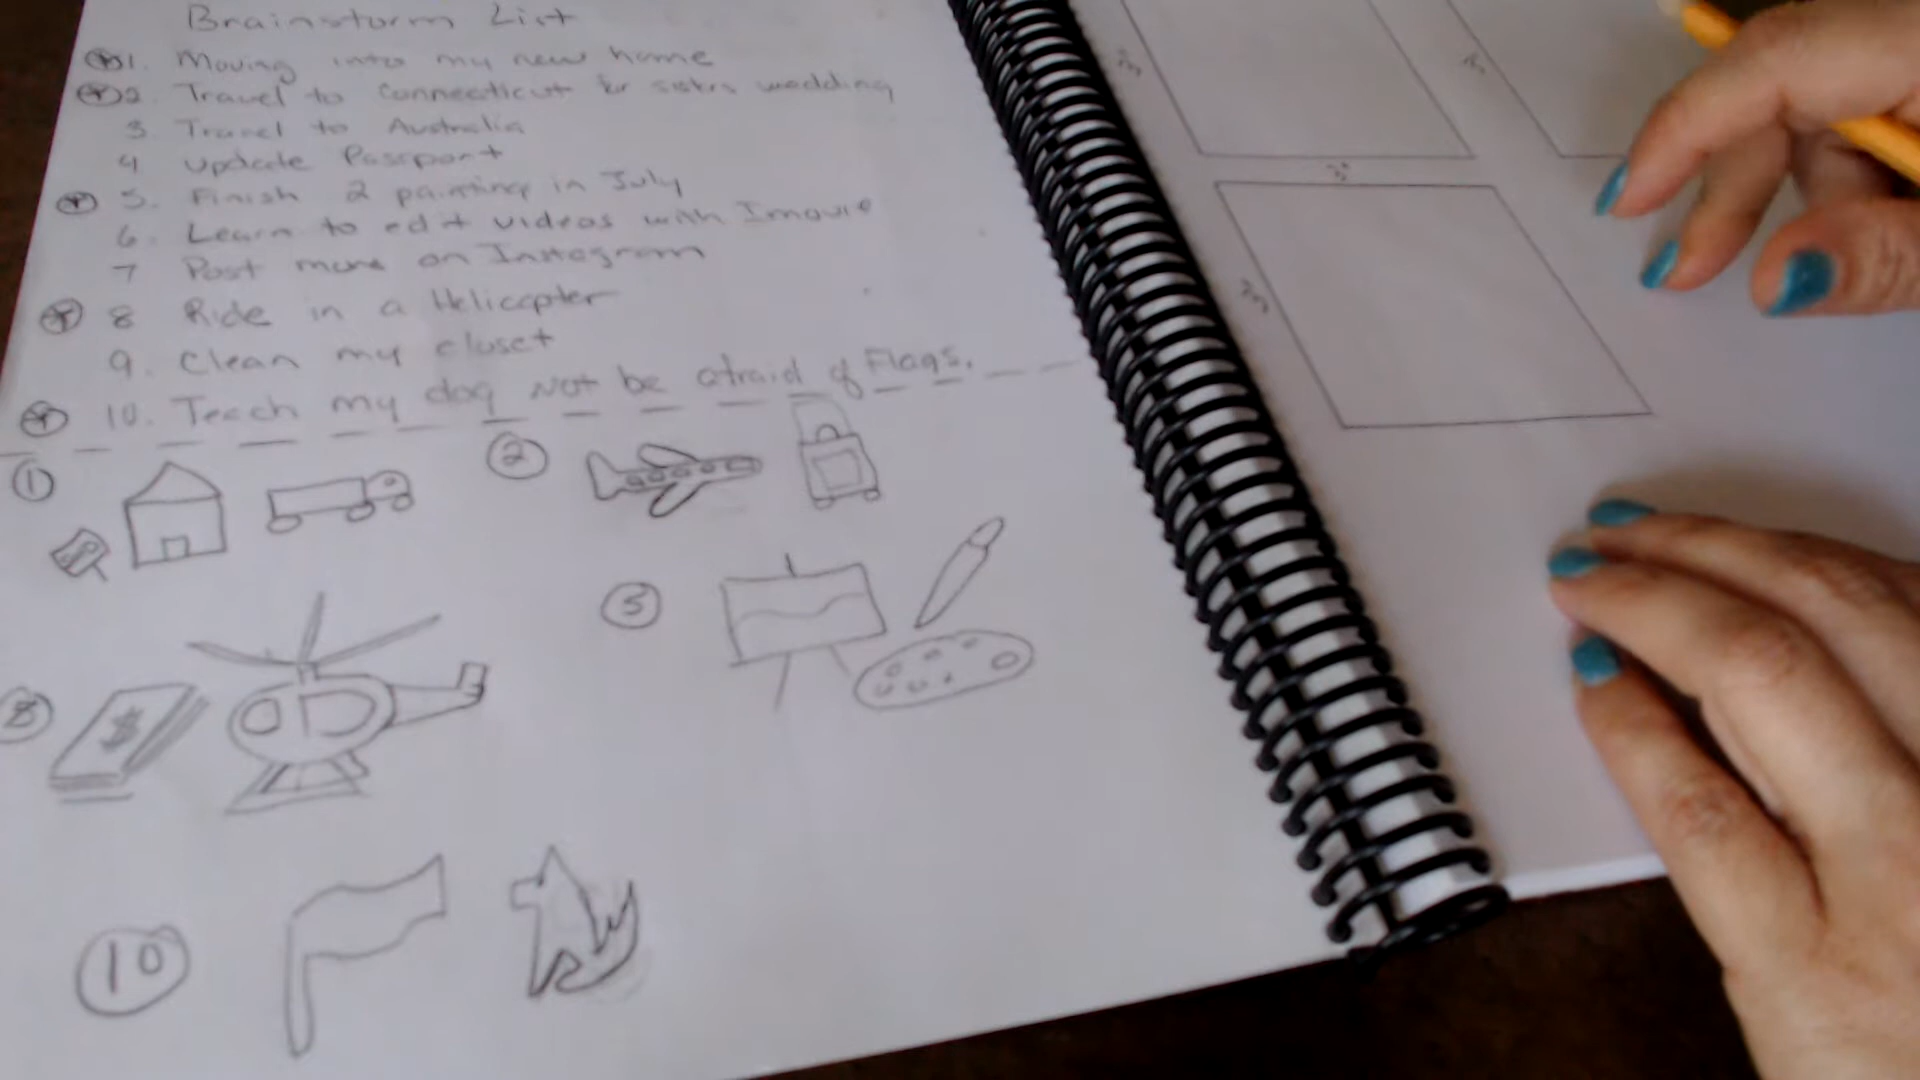 Brainstorm List
1. Moving into my new home
2. Travel to Connecticut for sisters wedding
3. Travel to Australia
4 update Passport
5. Finish 2 painting in July
6. Learn to edit videos with Imovie
7 Post more on Instagram
8 Ride in a Helicopter
9. Clean my closet
10. Teach my dog Not be afraid of Flags.
①
②
⑤
⑧
$
⑩